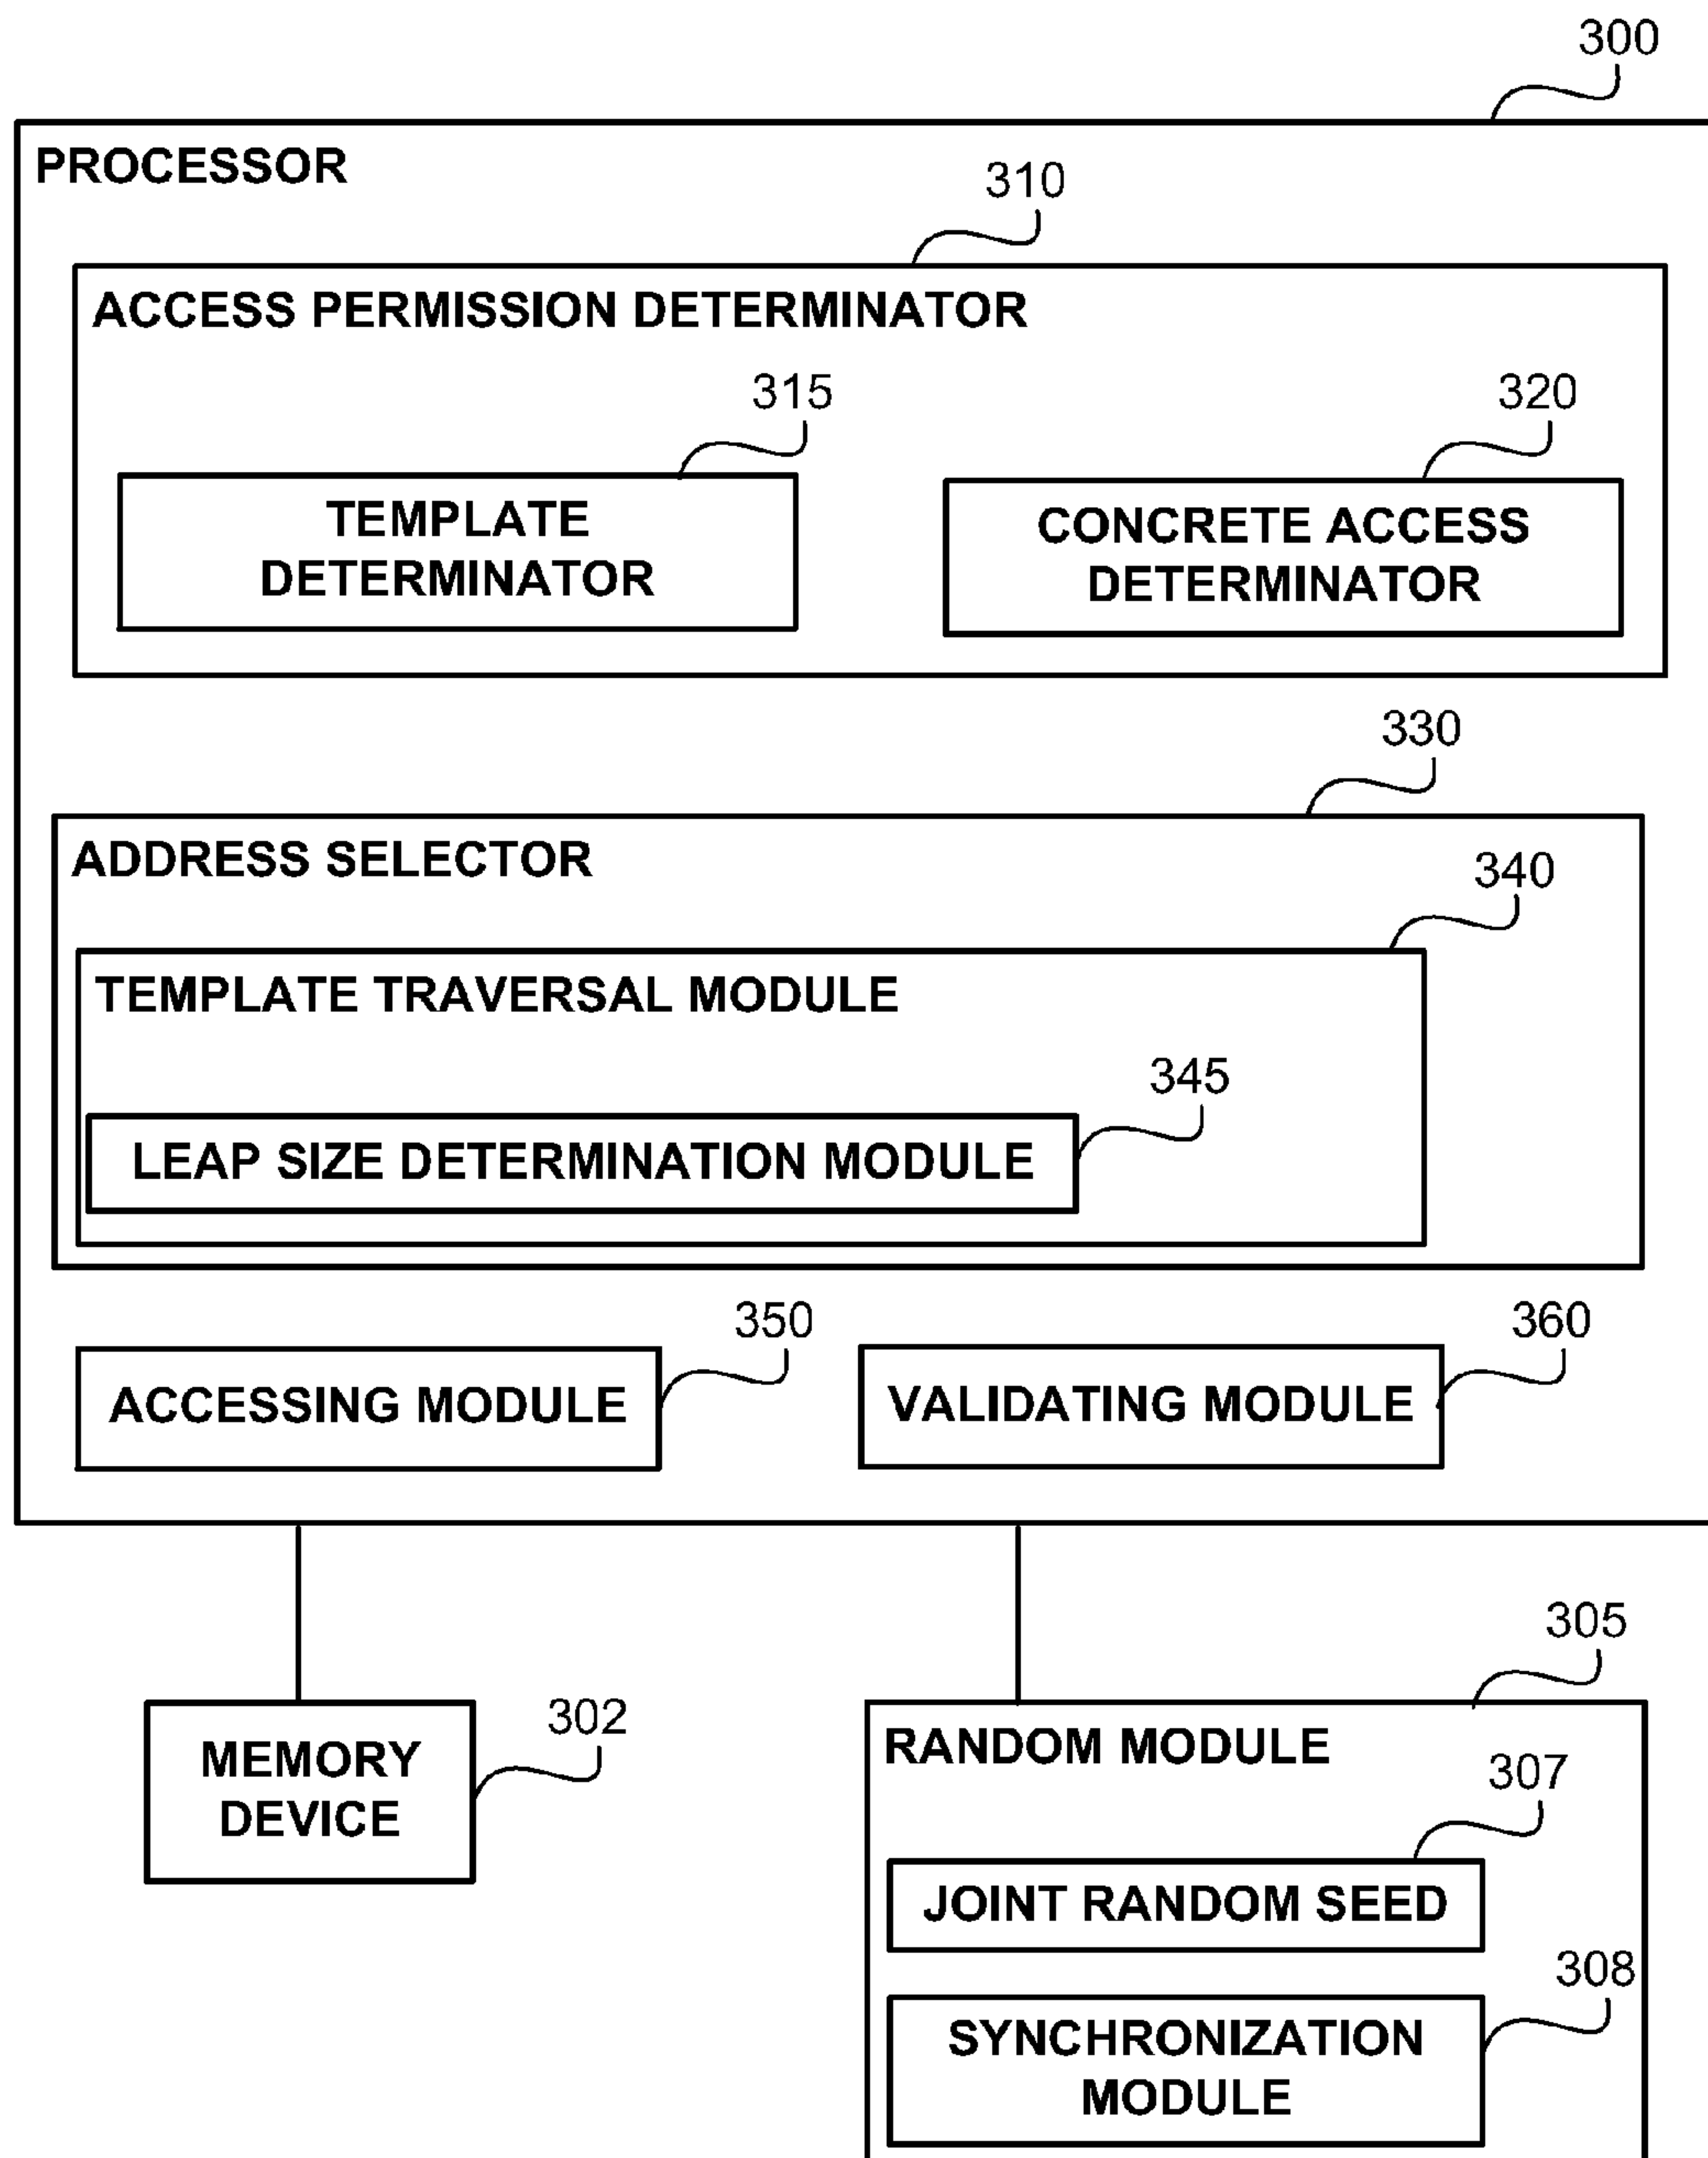 300
PROCESSOR
310
ACCESS PERMISSION DETERMINATOR
315
320
TEMPLATE
DETERMINATOR
CONCRETE ACCESS
DETERMINATOR
330
ADDRESS SELECTOR
340
TEMPLATE TRAVERSAL MODULE
345
LEAP SIZE DETERMINATION MODULE
350
360
ACCESSING MODULE
VALIDATING MODULE
305
302
MEMORY
DEVICE
RANDOM MODULE
307
JOINT RANDOM SEED
308
SYNCHRONIZATION
MODULE